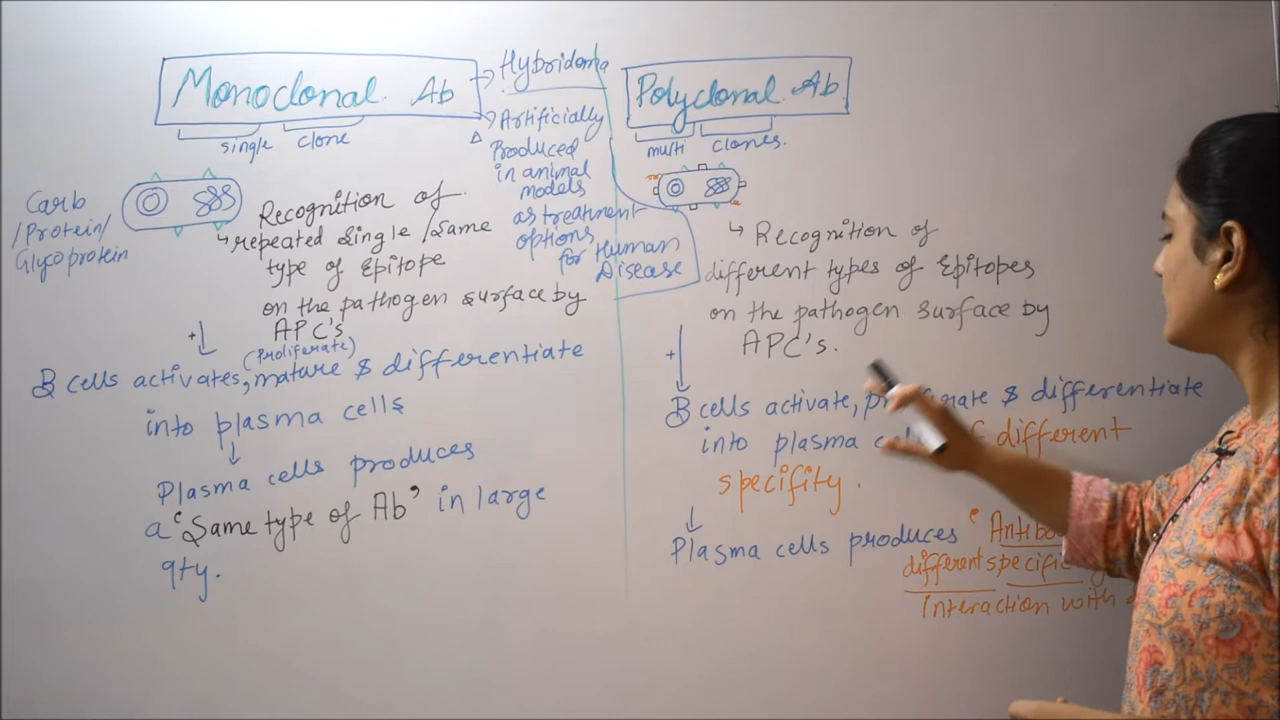 Monoclonal Ab
single clone
Hybridoma
Artificially
Produced
in animal
models
as treatment
options
for Human
Disease
Carb
/Protein/
Glycoprotein
Recognition of
repeated single/same
type of Epitope
on the pathogen surface by
APC's
(Proliferate)
B cells activates, mature & differentiate
into plasma cells
Plasma cells produces
a "Same type of Ab" in large
qty.
Polyclonal Ab
multi clones.
Recognition of
different types of Epitopes
on the pathogen surface by
APC's.
B cells activate, & differentiate
into plasma different
specifity.
Plasma cells produces
different
interaction with